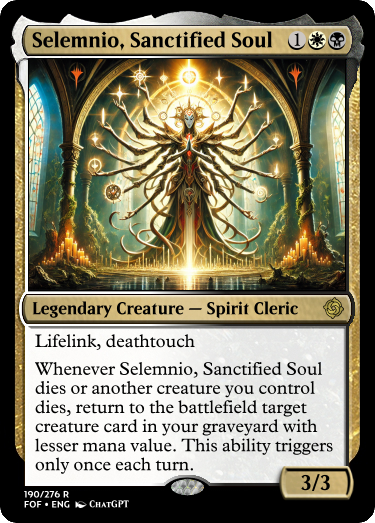 Selemnio, Sanctified Soul 1
Legendary Creature — Spirit Cleric
Lifelink, deathtouch
Whenever Selemnio, Sanctified Soul
dies or another creature you control
dies, return to the battlefield target
creature card in your graveyard with
lesser mana value. This ability triggers
only once each turn.
3/3
190/276 R
FOF • ENG ChatGPT